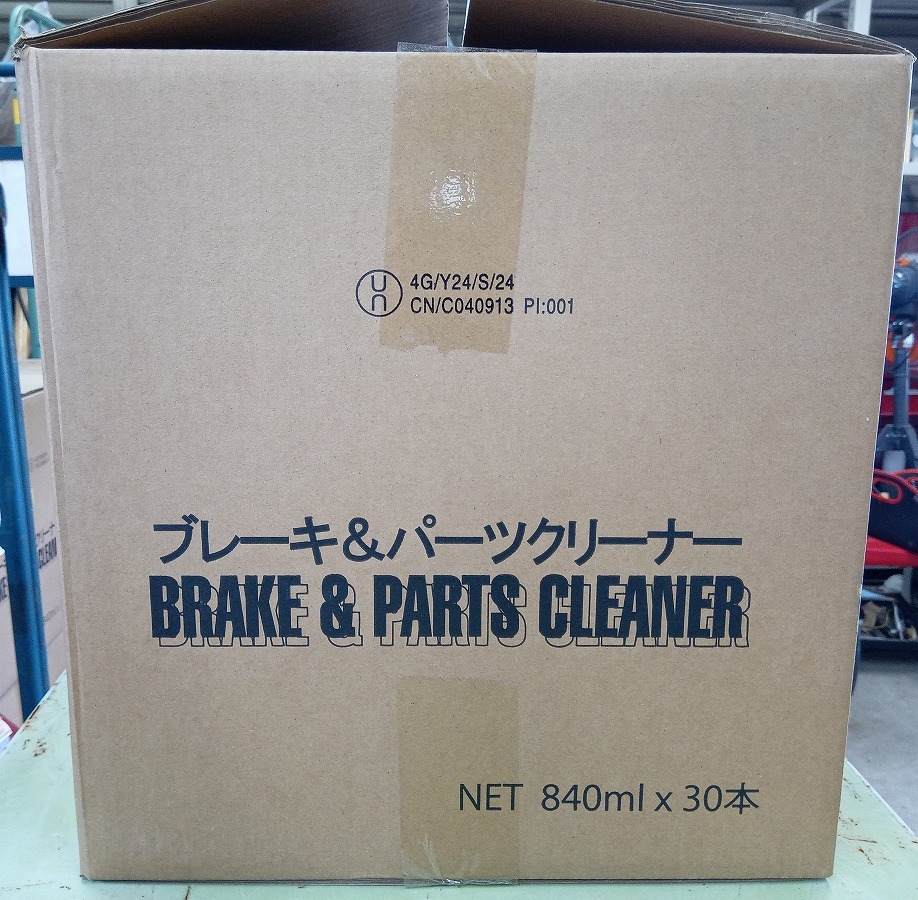 un 4G/Y24/S/24
CN/C040913 PI:001
ブレーキ&パーツクリーナー
BRAKE & PARTS CLEANER
NET 840ml x 30本